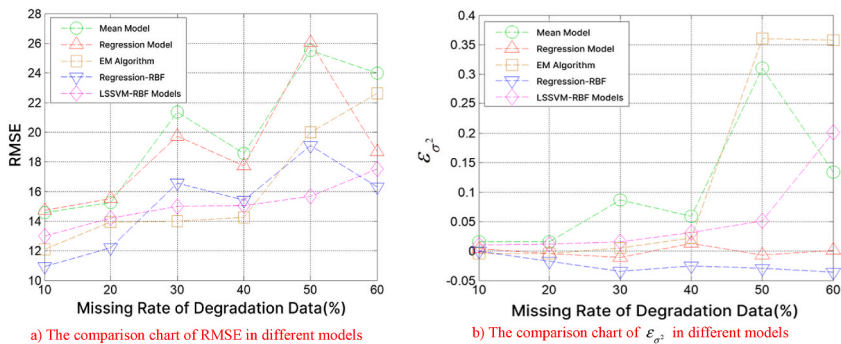 28
26
24
22
20
18
16
14
12
10
RMSE
Mean Model
Regression Model
EM Algorithm
Regression-RBF
LSSVM-RBF Models
10 20 30 40 50 60
Missing Rate of Degradation Data(%)
a) The comparison chart of RMSE in different models
0.4
0.35
0.3
0.25
0.2
0.15
0.1
0.05
0
-0.05
ε_σ²
Mean Model
Regression Model
EM Algorithm
Regression-RBF
LSSVM-RBF Models
10 20 30 40 50 60
Missing Rate of Degradation Data(%)
b) The comparison chart of ε_σ² in different models